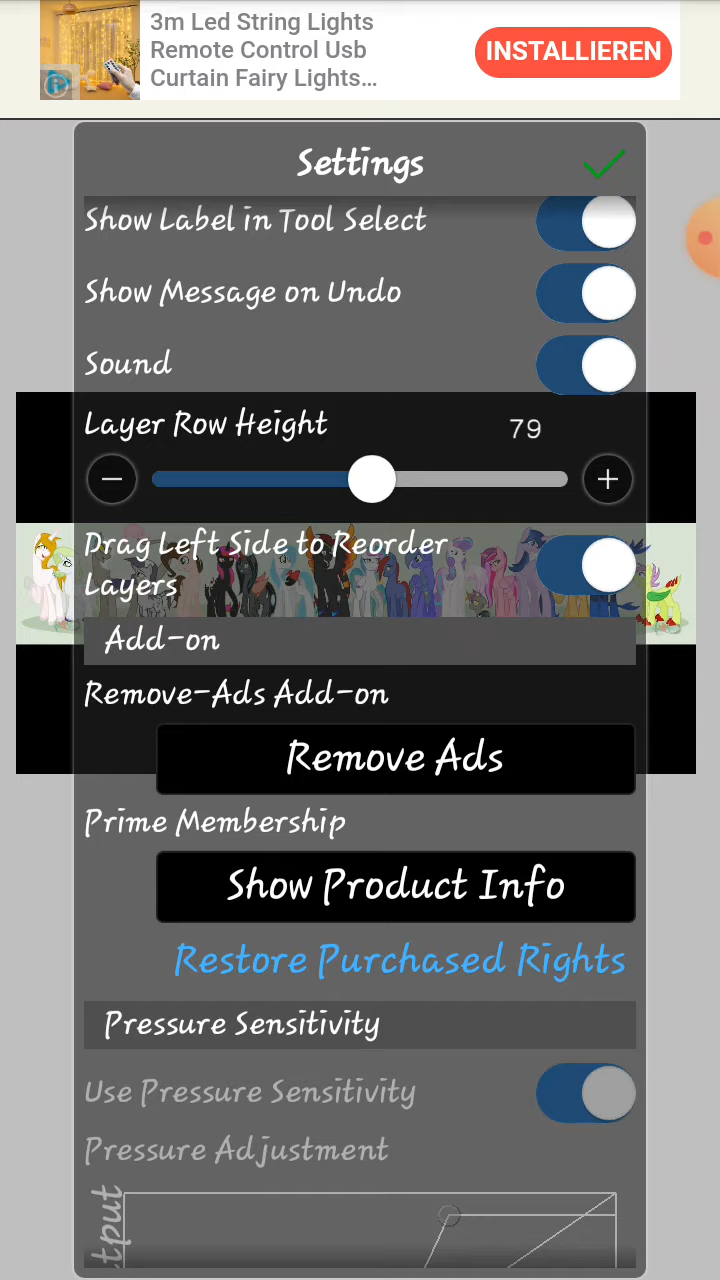 3m Led String Lights
Remote Control Usb
Curtain Fairy Lights...
INSTALLIEREN
Settings
Show Label in Tool Select
Show Message on Undo
Sound
Layer Row Height 79
Drag Left Side to Reorder
Layers
Add-on
Remove-Ads Add-on
Remove Ads
Prime Membership
Show Product Info
Restore Purchased Rights
Pressure Sensitivity
Use Pressure Sensitivity
Pressure Adjustment
tput